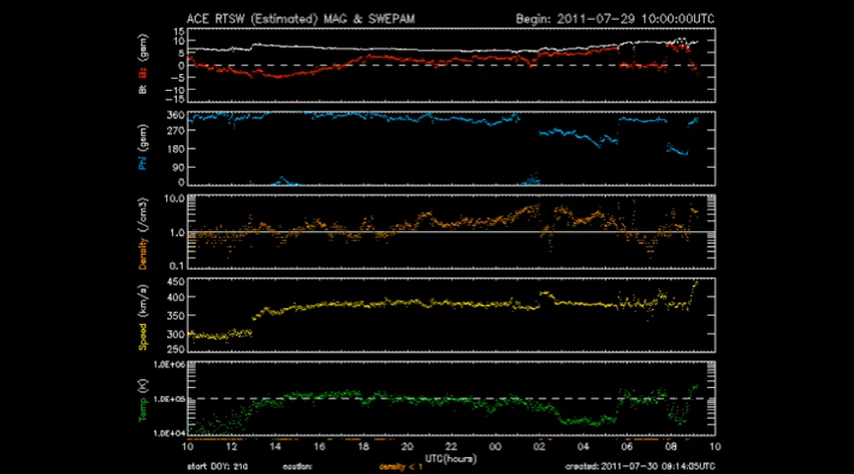 ACE RTSW (Estimated) MAG & SWEPAM Begin: 2011-07-29 10:00:00UTC
Bt Bz (gsm)
15
10
5
0
-5
-10
-15
Phi (gsm)
360
270
180
90
0
Density (/cm3)
10.0
1.0
0.1
Speed (km/s)
450
400
350
300
250
Temp (K)
1.0E+06
1.0E+05
1.0E+04
10 12 14 16 18 20 22 00 02 04 06 08 10
UTC(hours)
start DOY: 210 caution: density < 1 created: 2011-07-30 09:14:05UTC